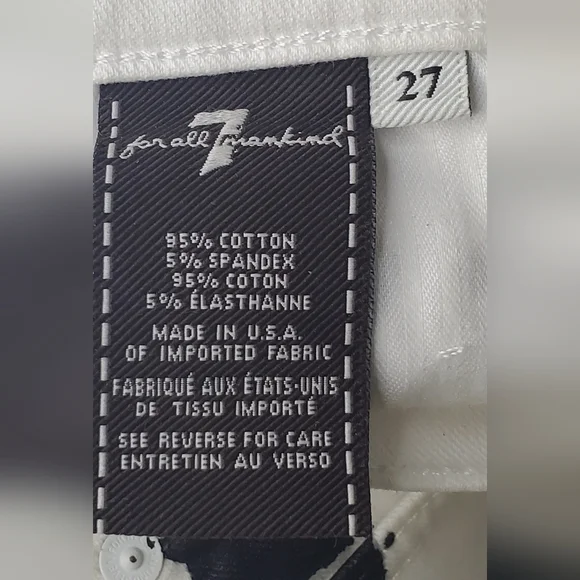 27
for all 7 mankind
95% COTTON
5% SPANDEX
95% COTON
5% ÉLASTHANNE
MADE IN U.S.A.
OF IMPORTED FABRIC
FABRIQUÉ AUX ÉTATS-UNIS
DE TISSU IMPORTÉ
SEE REVERSE FOR CARE
ENTRETIEN AU VERSO